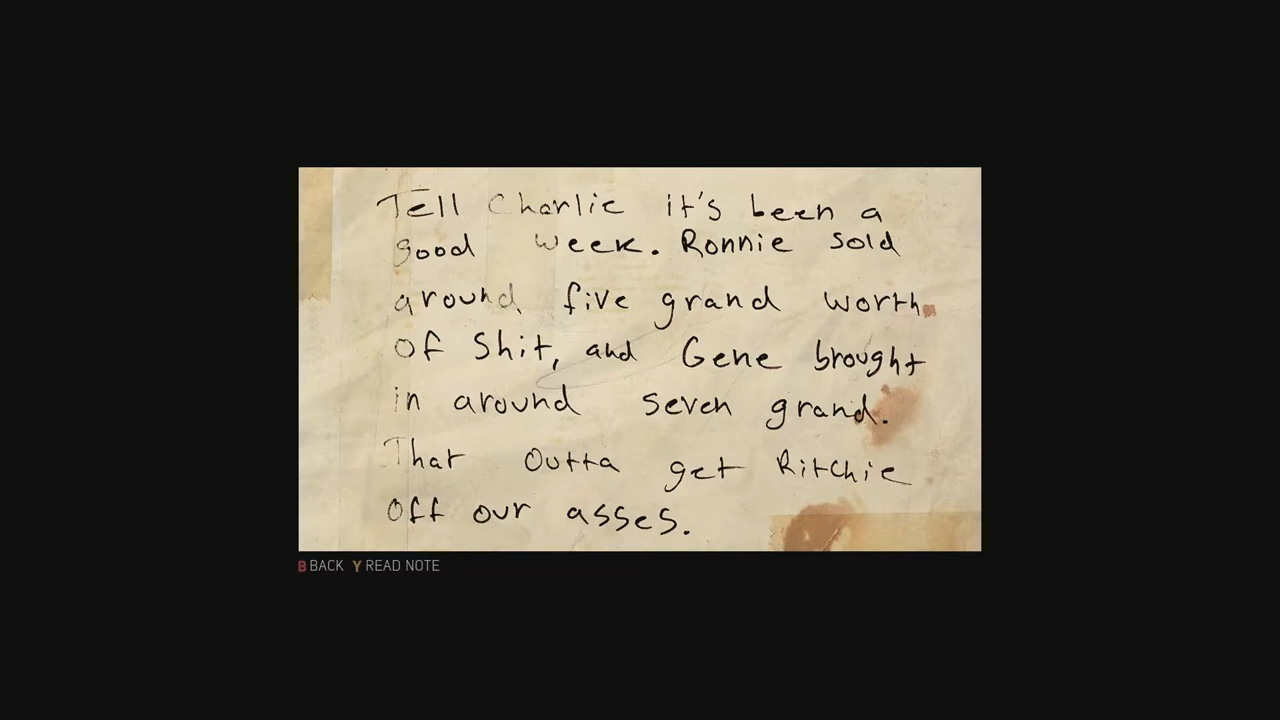 Tell Charlie it's been a
good week. Ronnie sold
around five grand worth
of Shit, and Gene brought
in around seven grand.
That Outta get Ritchie
off our asses.
B BACK Y READ NOTE